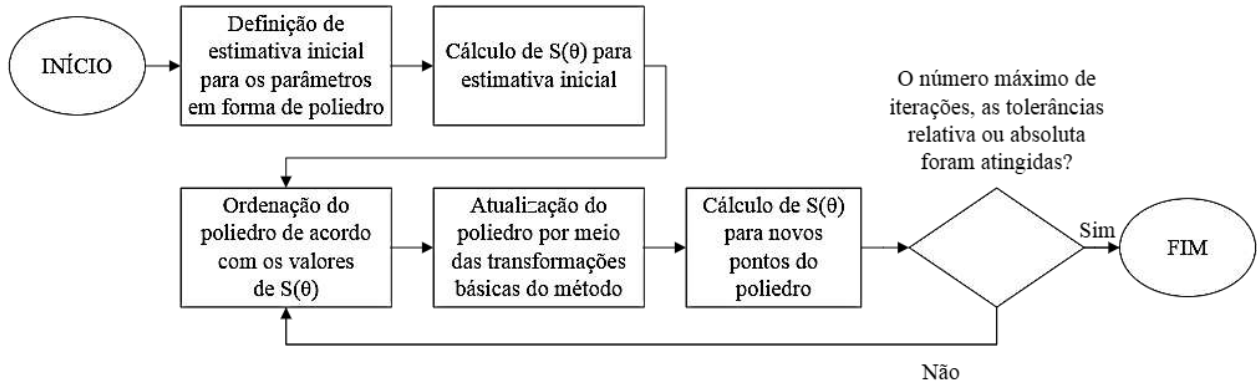 INÍCIO
Definição de
estimativa inicial
para os parâmetros
em forma de poliedro
Cálculo de S(θ) para
estimativa inicial
O número máximo de
iterações, as tolerâncias
relativa ou absoluta
foram atingidas?
Ordenação do
poliedro de acordo
com os valores
de S(θ)
Atualização do
poliedro por meio
das transformações
básicas do método
Cálculo de S(θ)
para novos
pontos do
poliedro
Sim
FIM
Não